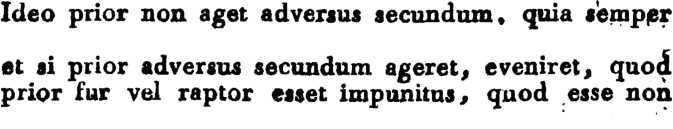 Ideo prior non aget adversus secundum, quia semper
et si prior adversus secundum ageret, eveniret, quod
prior fur vel raptor esset impunitus, quod esse non